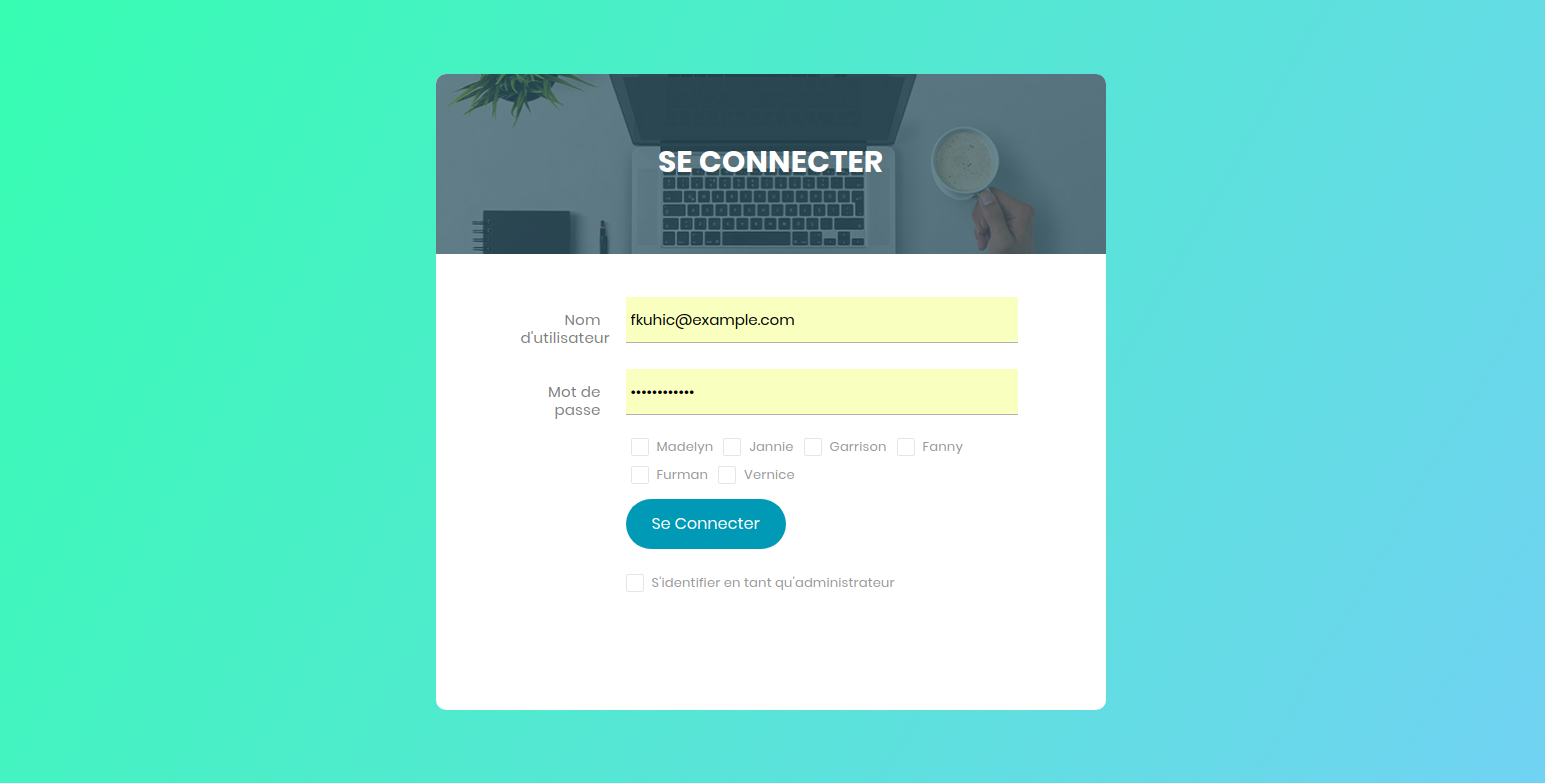 SE CONNECTER
Nom
d'utilisateur
fkuhic@example.com
Mot de
passe
••••••••••••
Madelyn Jannie Garrison Fanny
Furman Vernice
Se Connecter
S'identifier en tant qu'administrateur